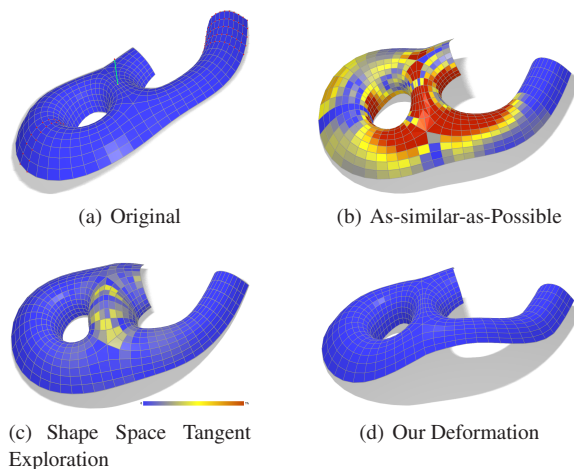 (a) Original
(b) As-similar-as-Possible
(c) Shape Space Tangent
Exploration
(d) Our Deformation